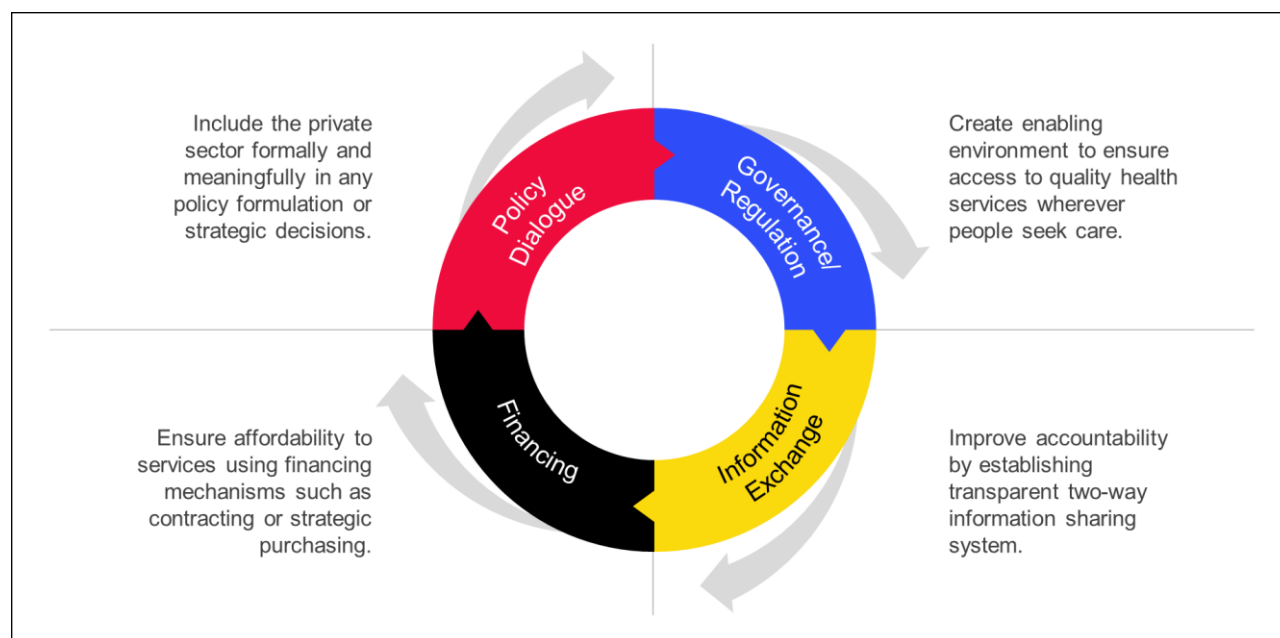 Include the private
sector formally and
meaningfully in any
policy formulation or
strategic decisions.
Policy
Dialogue
Governance/
Regulation
Create enabling
environment to ensure
access to quality health
services wherever
people seek care.
Ensure affordability to
services using financing
mechanisms such as
contracting or strategic
purchasing.
Financing
Information
Exchange
Improve accountability
by establishing
transparent two-way
information sharing
system.